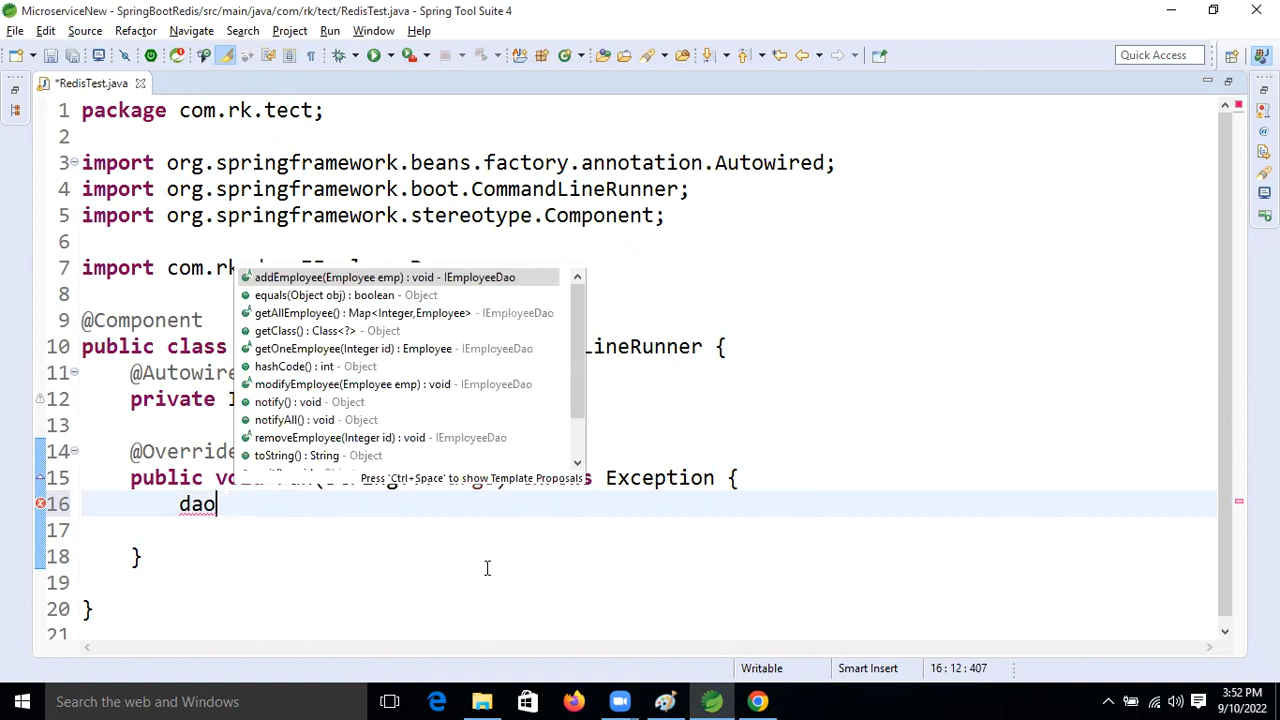 MicroserviceNew - SpringBootRedis/src/main/java/com/rk/tect/RedisTest.java - Spring Tool Suite 4
File Edit Source Refactor Navigate Search Project Run Window Help
Quick Access
*RedisTest.java
1 package com.rk.tect;
2
3 import org.springframework.beans.factory.annotation.Autowired;
4 import org.springframework.boot.CommandLineRunner;
5 import org.springframework.stereotype.Component;
6
7 import com.rk
8
9 @Component
10 public class LineRunner {
11 @Autowire
12 private I
13
14 @Override
15 public void Exception {
16 dao
17
18 }
19
20 }
21
addEmployee(Employee emp) : void - IEmployeeDao
equals(Object obj) : boolean - Object
getAllEmployee() : Map<Integer,Employee> - IEmployeeDao
getClass() : Class<?> - Object
getOneEmployee(Integer id) : Employee - IEmployeeDao
hashCode() : int - Object
modifyEmployee(Employee emp) : void - IEmployeeDao
notify() : void - Object
notifyAll() : void - Object
removeEmployee(Integer id) : void - IEmployeeDao
toString() : String - Object
Press 'Ctrl+Space' to show Template Proposals
Writable Smart Insert 16 : 12 : 407
Search the web and Windows
3:52 PM
9/10/2022